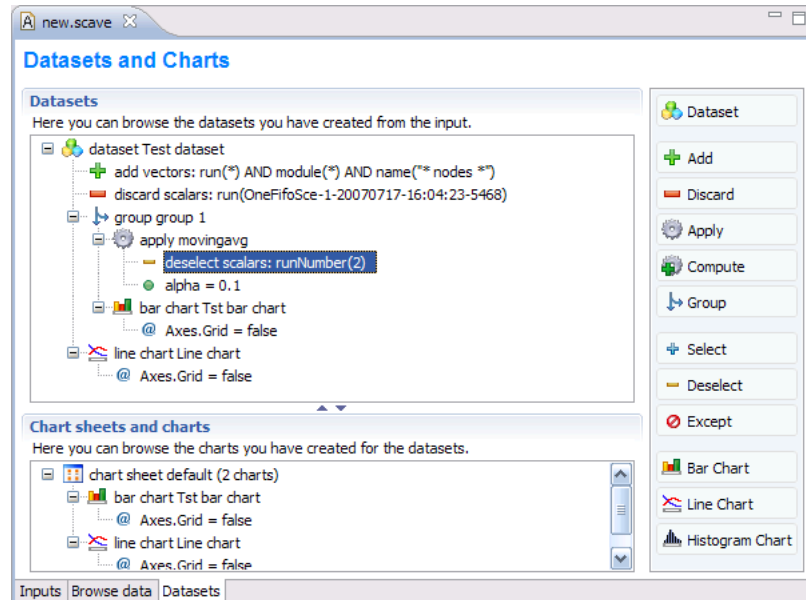 new.scave
Datasets and Charts
Datasets
Here you can browse the datasets you have created from the input.
dataset Test dataset
add vectors: run(*) AND module(*) AND name("* nodes *")
discard scalars: run(OneFifoSce-1-20070717-16:04:23-5468)
group group 1
apply movingavg
deselect scalars: runNumber(2)
alpha = 0.1
bar chart Tst bar chart
@ Axes.Grid = false
line chart Line chart
@ Axes.Grid = false
Chart sheets and charts
Here you can browse the charts you have created for the datasets.
chart sheet default (2 charts)
bar chart Tst bar chart
@ Axes.Grid = false
line chart Line chart
@ Axes.Grid = false
Dataset
Add
Discard
Apply
Compute
Group
Select
Deselect
Except
Bar Chart
Line Chart
Histogram Chart
Inputs Browse data Datasets